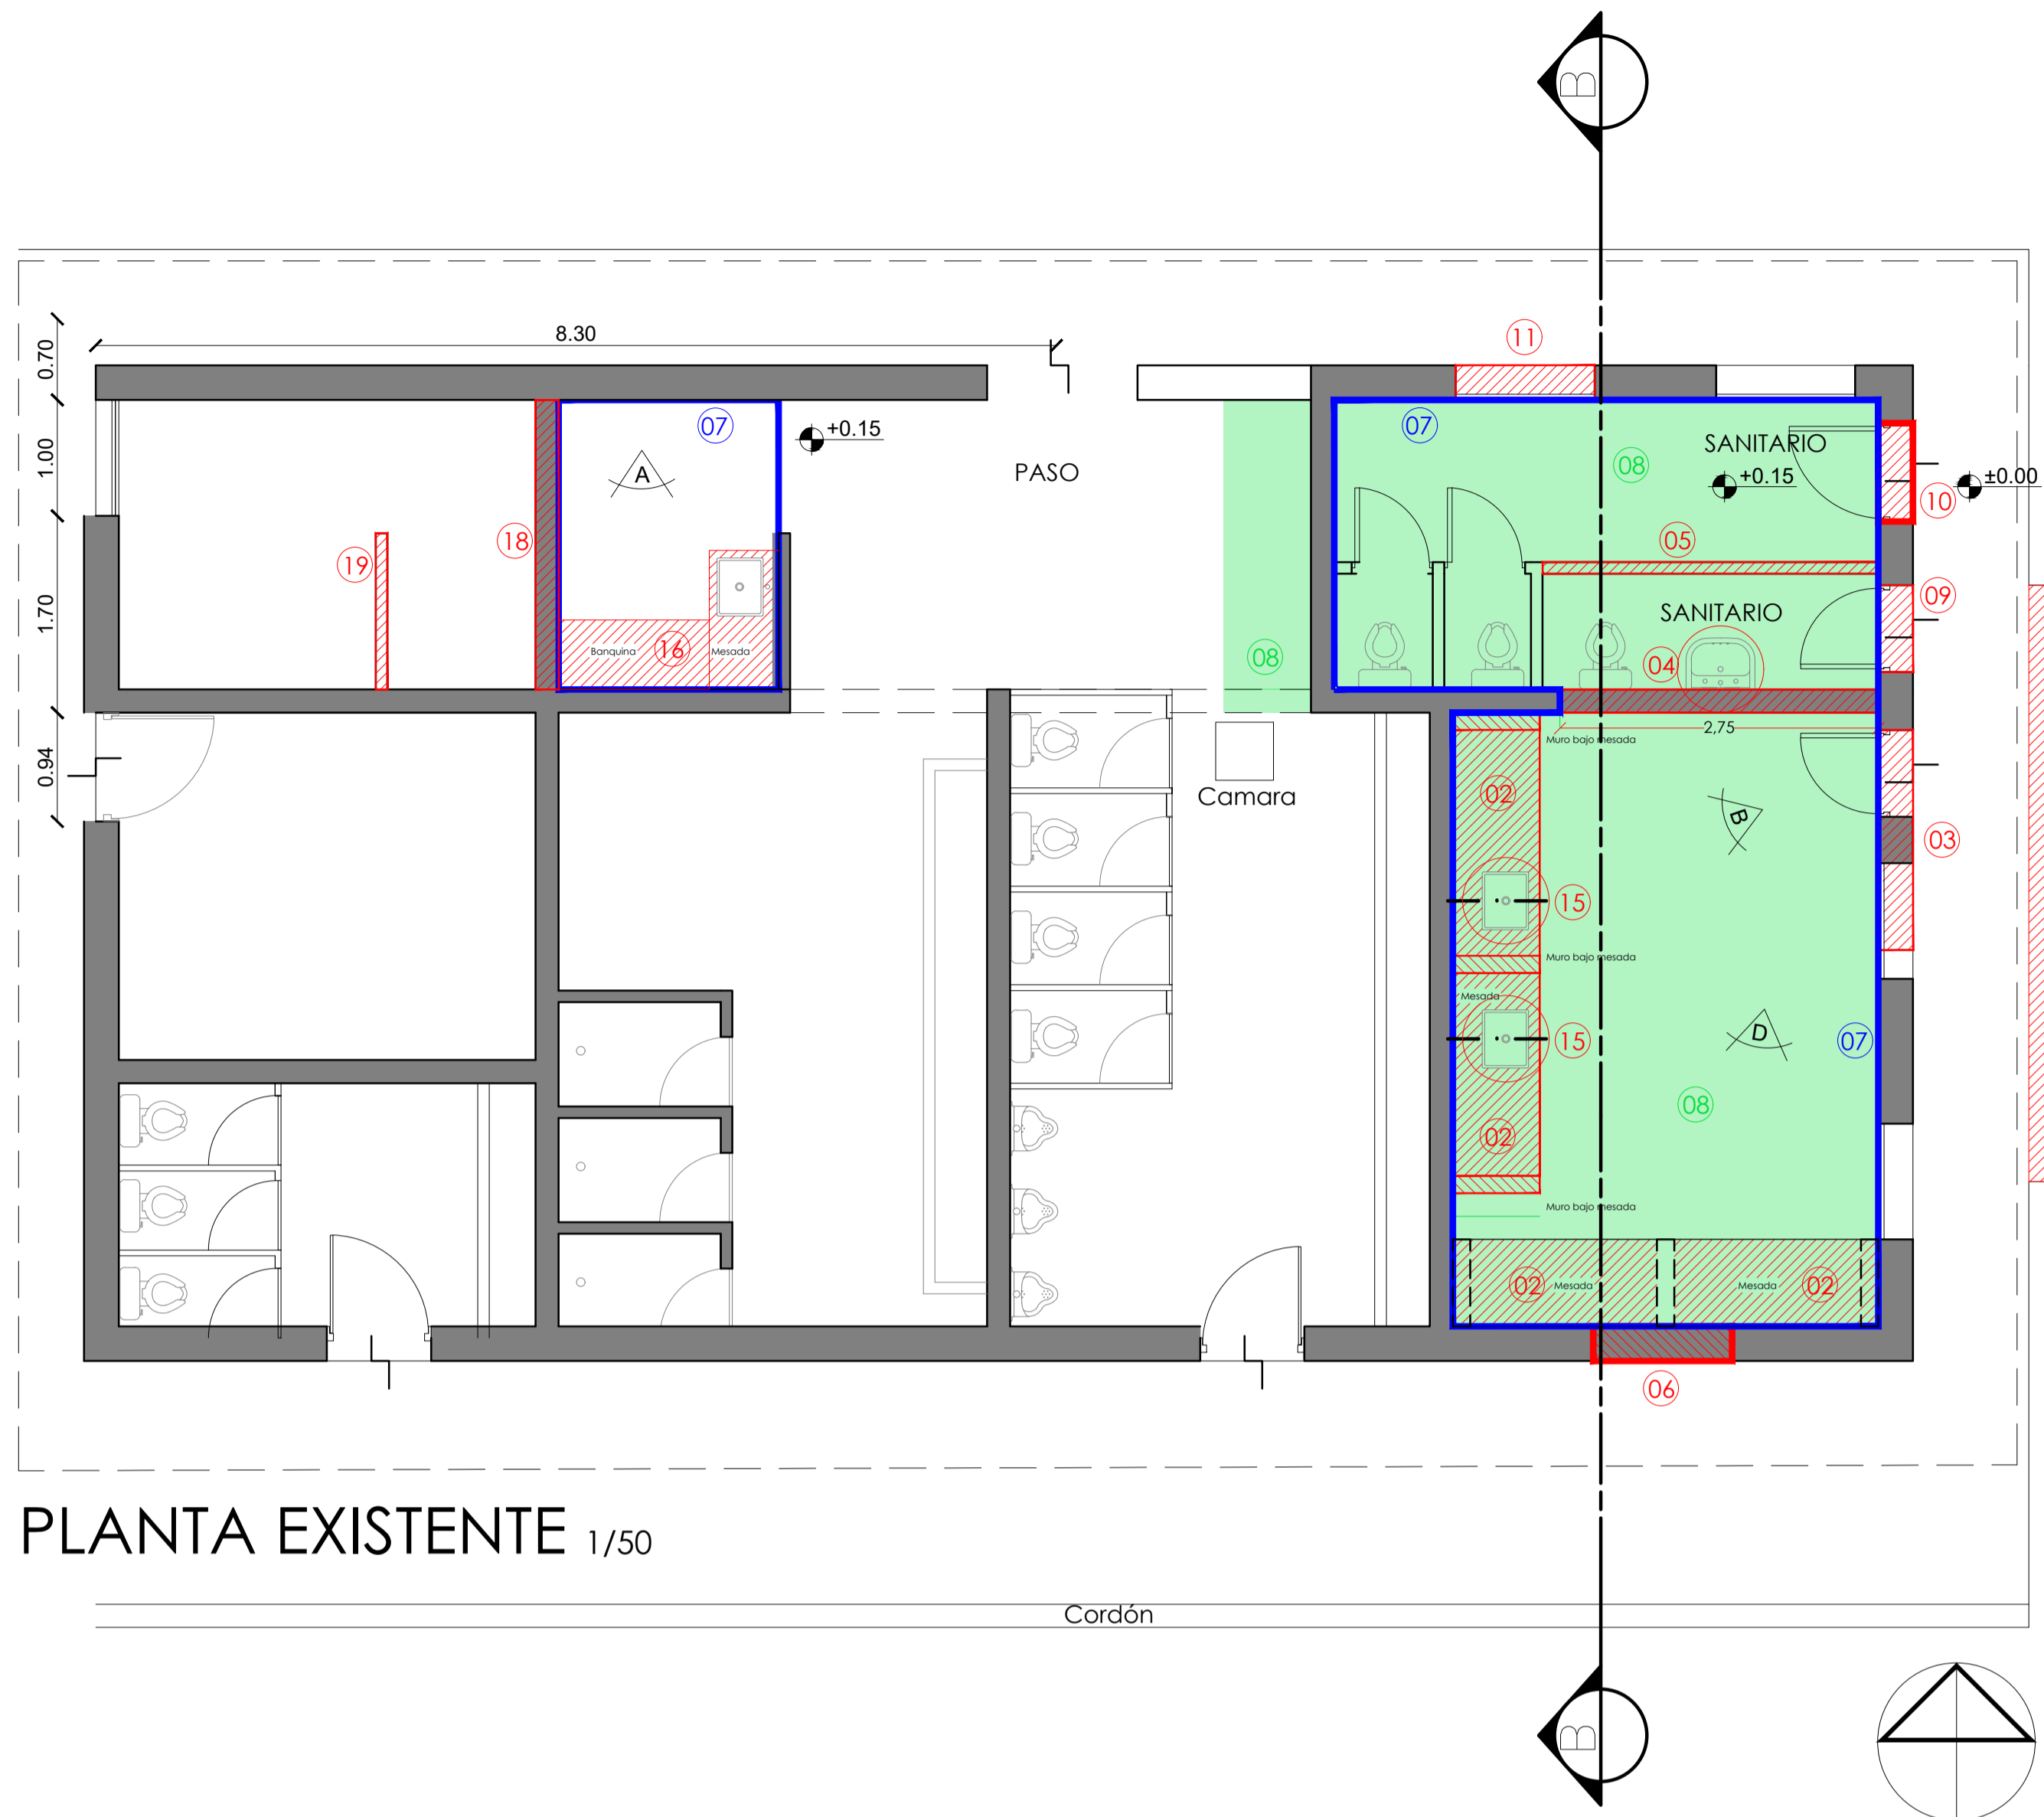 B
11
8.30
0.70
07
+0.15
07
SANITARIO
1.00
A
PASO
08
+0.15
±0.00
10
18
05
19
09
1.70
SANITARIO
Banquina
16
Mesada
08
04
2,75
Muro bajo mesada
0.94
Camara
02
B
03
15
Muro bajo mesada
Mesada
15
D
07
08
02
Muro bajo mesada
02
Mesada
Mesada
02
06
PLANTA EXISTENTE 1/50
Cordón
B